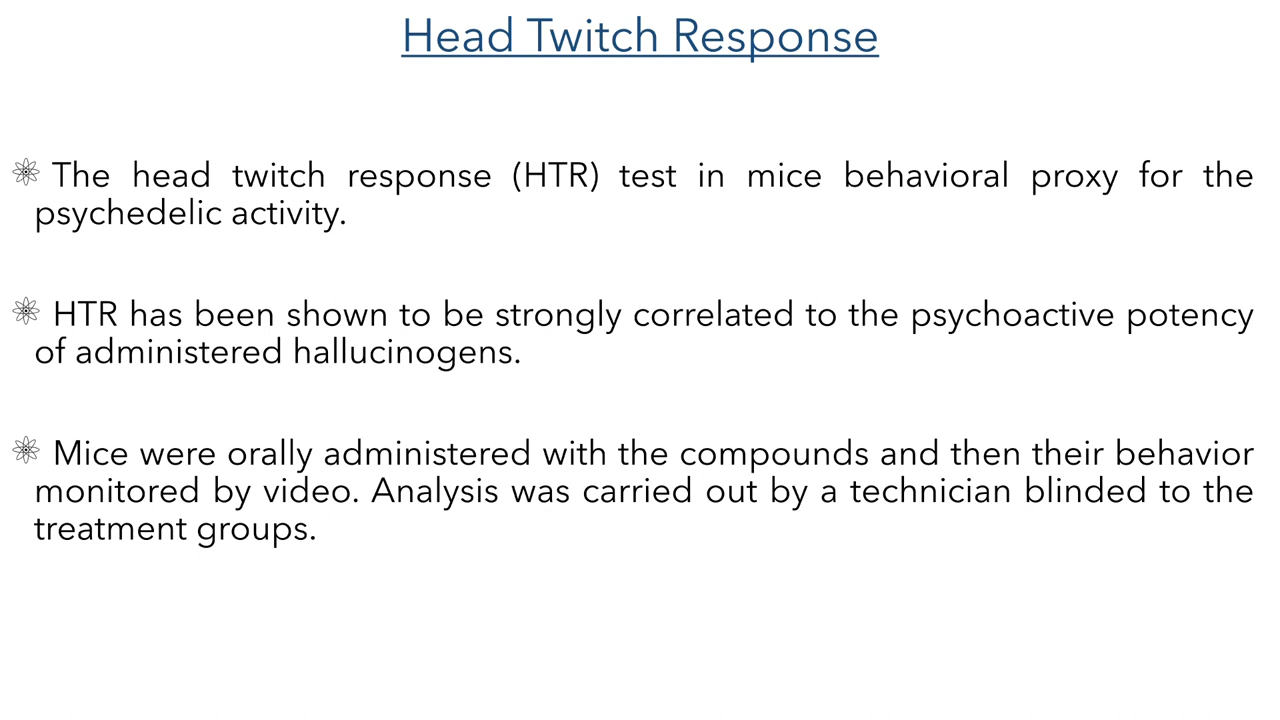 Head Twitch Response
The head twitch response (HTR) test in mice behavioral proxy for the
psychedelic activity.
HTR has been shown to be strongly correlated to the psychoactive potency
of administered hallucinogens.
Mice were orally administered with the compounds and then their behavior
monitored by video. Analysis was carried out by a technician blinded to the
treatment groups.